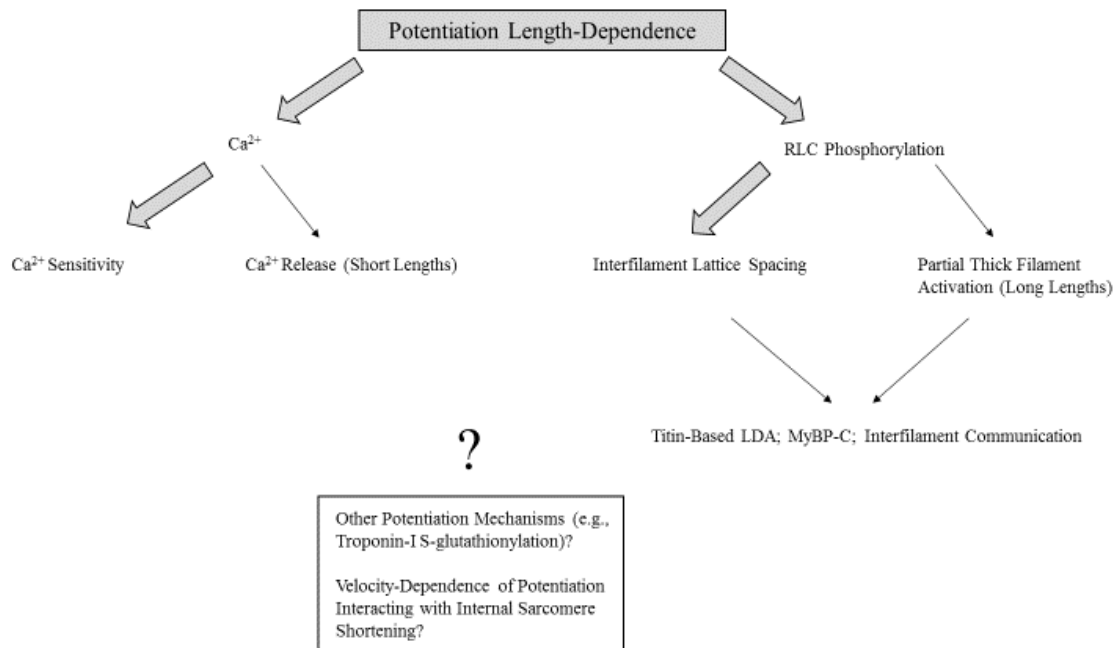 Potentiation Length-Dependence
Ca²⁺
RLC Phosphorylation
Ca²⁺ Sensitivity
Ca²⁺ Release (Short Lengths)
Interfilament Lattice Spacing
Partial Thick Filament
Activation (Long Lengths)
Titin-Based LDA; MyBP-C; Interfilament Communication
?
Other Potentiation Mechanisms (e.g.,
Troponin-I S-glutathionylation)?
Velocity-Dependence of Potentiation
Interacting with Internal Sarcomere
Shortening?